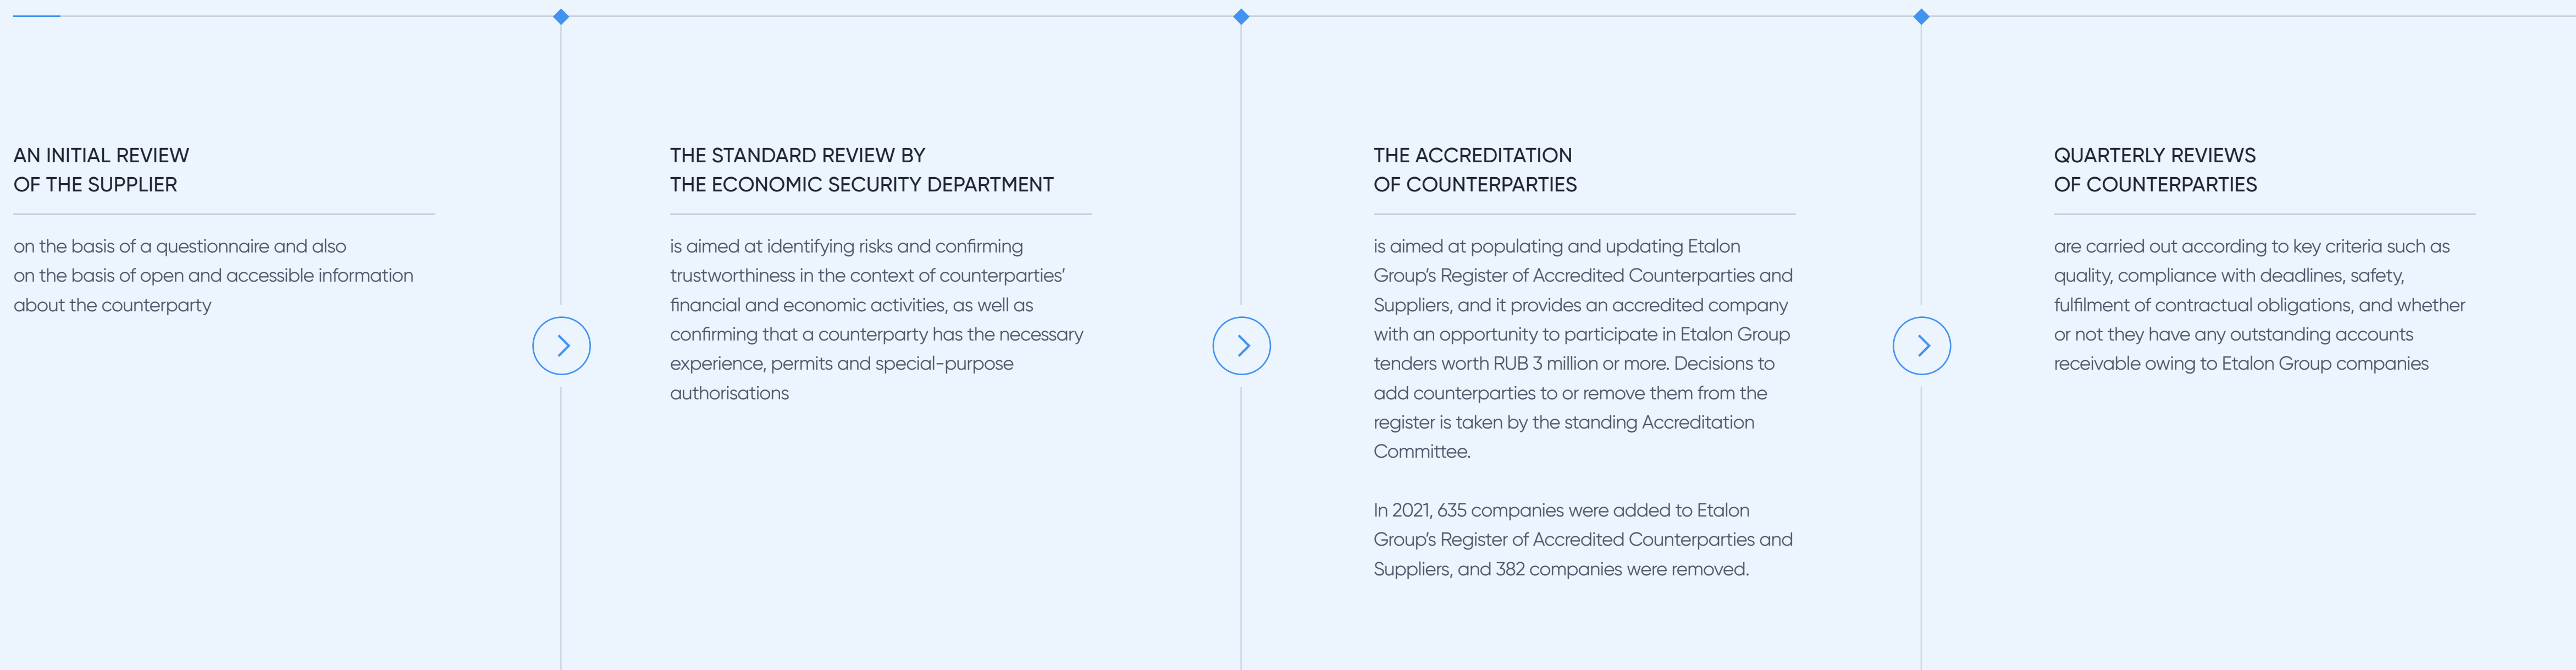 AN INITIAL REVIEW
OF THE SUPPLIER
on the basis of a questionnaire and also
on the basis of open and accessible information
about the counterparty
THE STANDARD REVIEW BY
THE ECONOMIC SECURITY DEPARTMENT
is aimed at identifying risks and confirming
trustworthiness in the context of counterparties’
financial and economic activities, as well as
confirming that a counterparty has the necessary
experience, permits and special-purpose
authorisations
THE ACCREDITATION
OF COUNTERPARTIES
is aimed at populating and updating Etalon
Group’s Register of Accredited Counterparties and
Suppliers, and it provides an accredited company
with an opportunity to participate in Etalon Group
tenders worth RUB 3 million or more. Decisions to
add counterparties to or remove them from the
register is taken by the standing Accreditation
Committee.
In 2021, 635 companies were added to Etalon
Group’s Register of Accredited Counterparties and
Suppliers, and 382 companies were removed.
QUARTERLY REVIEWS
OF COUNTERPARTIES
are carried out according to key criteria such as
quality, compliance with deadlines, safety,
fulfilment of contractual obligations, and whether
or not they have any outstanding accounts
receivable owing to Etalon Group companies